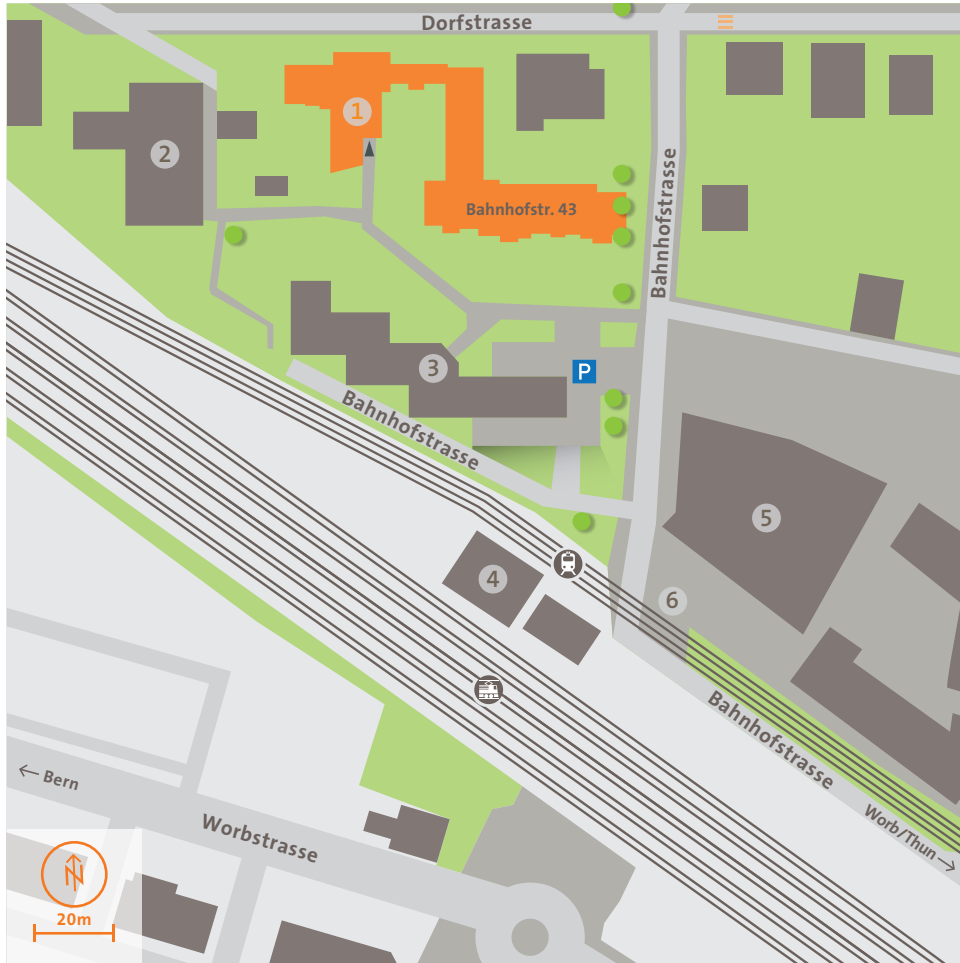 Dorfstrasse
1
2
Bahnhofstr. 43
Bahnhofstrasse
3
P
Bahnhofstrasse
5
4
6
Bahnhofstrasse
← Bern
Worbstrasse
Worb/Thun →
N
20m